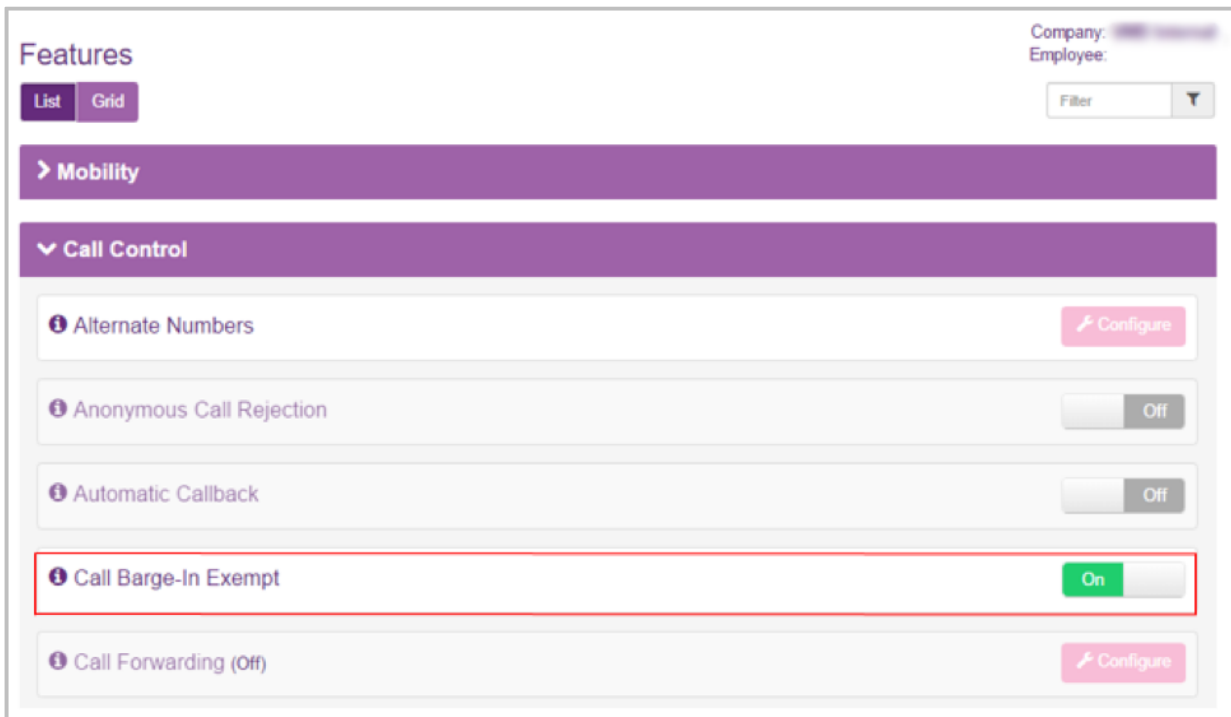 Features
Company:
Employee:
List Grid
Filter
Mobility
Call Control
Alternate Numbers
Configure
Anonymous Call Rejection
Off
Automatic Callback
Off
Call Barge-In Exempt
On
Call Forwarding (Off)
Configure